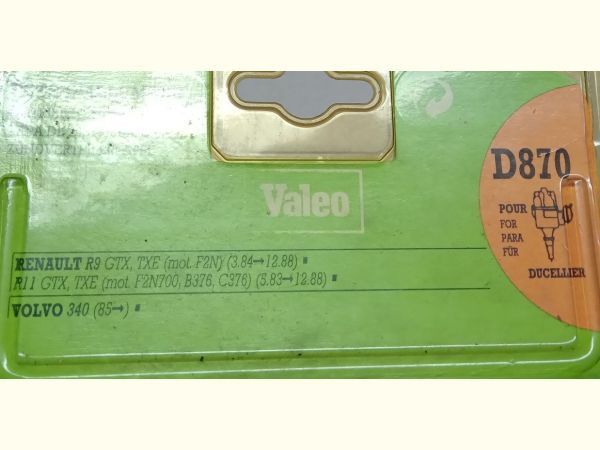 Valeo
D870
POUR
FOR
PARA
FÜR
DUCELLIER
RENAULT R9 GTX, TXE (mot. F2N) (3.84→12.88) ■
R11 GTX, TXE (mot. F2N700, B376, C376) (5.83→12.88) ■
VOLVO 340 (85→) ■